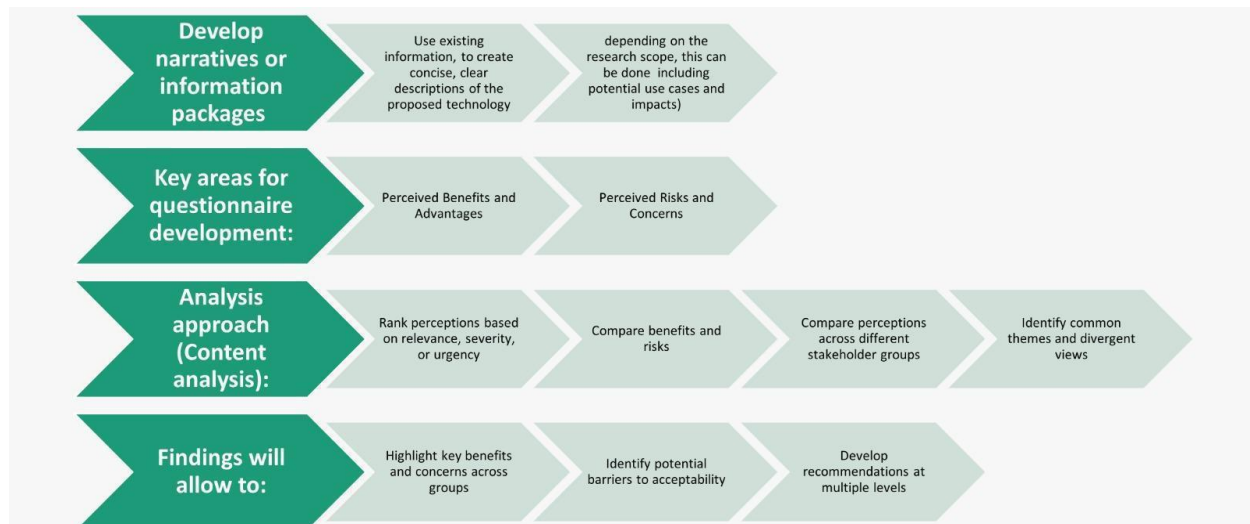 Develop
narratives or
information
packages
Use existing
information, to create
concise, clear
descriptions of the
proposed technology
depending on the
research scope, this can
be done  including
potential use cases and
impacts)
Key areas for
questionnaire
development:
Perceived Benefits and
Advantages
Perceived Risks and
Concerns
Analysis
approach
(Content
analysis):
Rank perceptions based
on relevance, severity,
or urgency
Compare benefits and
risks
Compare perceptions
across different
stakeholder groups
Identify common
themes and divergent
views
Findings will
allow to:
Highlight key benefits
and concerns across
groups
Identify potential
barriers to acceptability
Develop
recommendations at
multiple levels